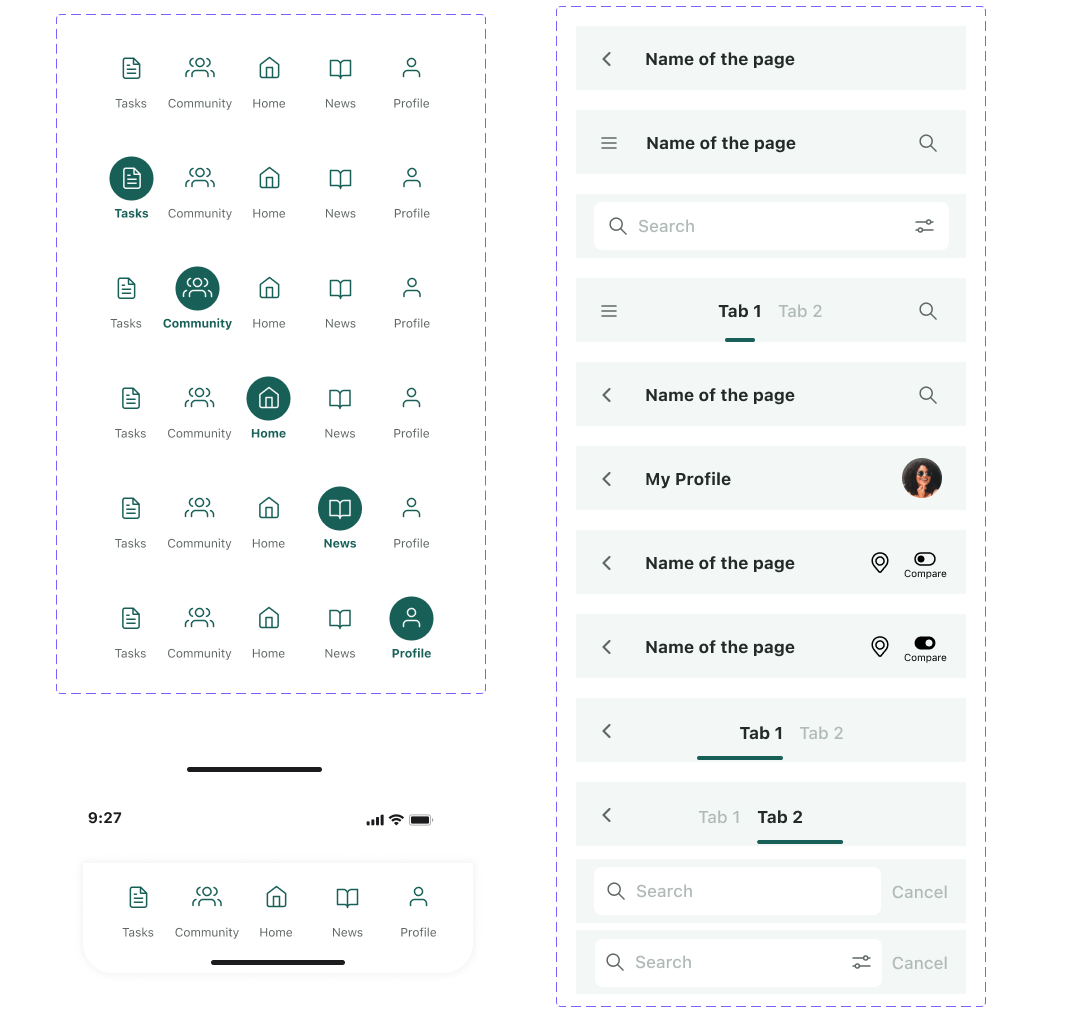 Tasks Community Home News Profile
Tasks Community Home News Profile
Tasks Community Home News Profile
Tasks Community Home News Profile
Tasks Community Home News Profile
Tasks Community Home News Profile
9:27
Tasks Community Home News Profile
Name of the page
Name of the page
Search
Tab 1 Tab 2
Name of the page
My Profile
Name of the page
Compare
Name of the page
Compare
Tab 1 Tab 2
Tab 1 Tab 2
Search Cancel
Search Cancel